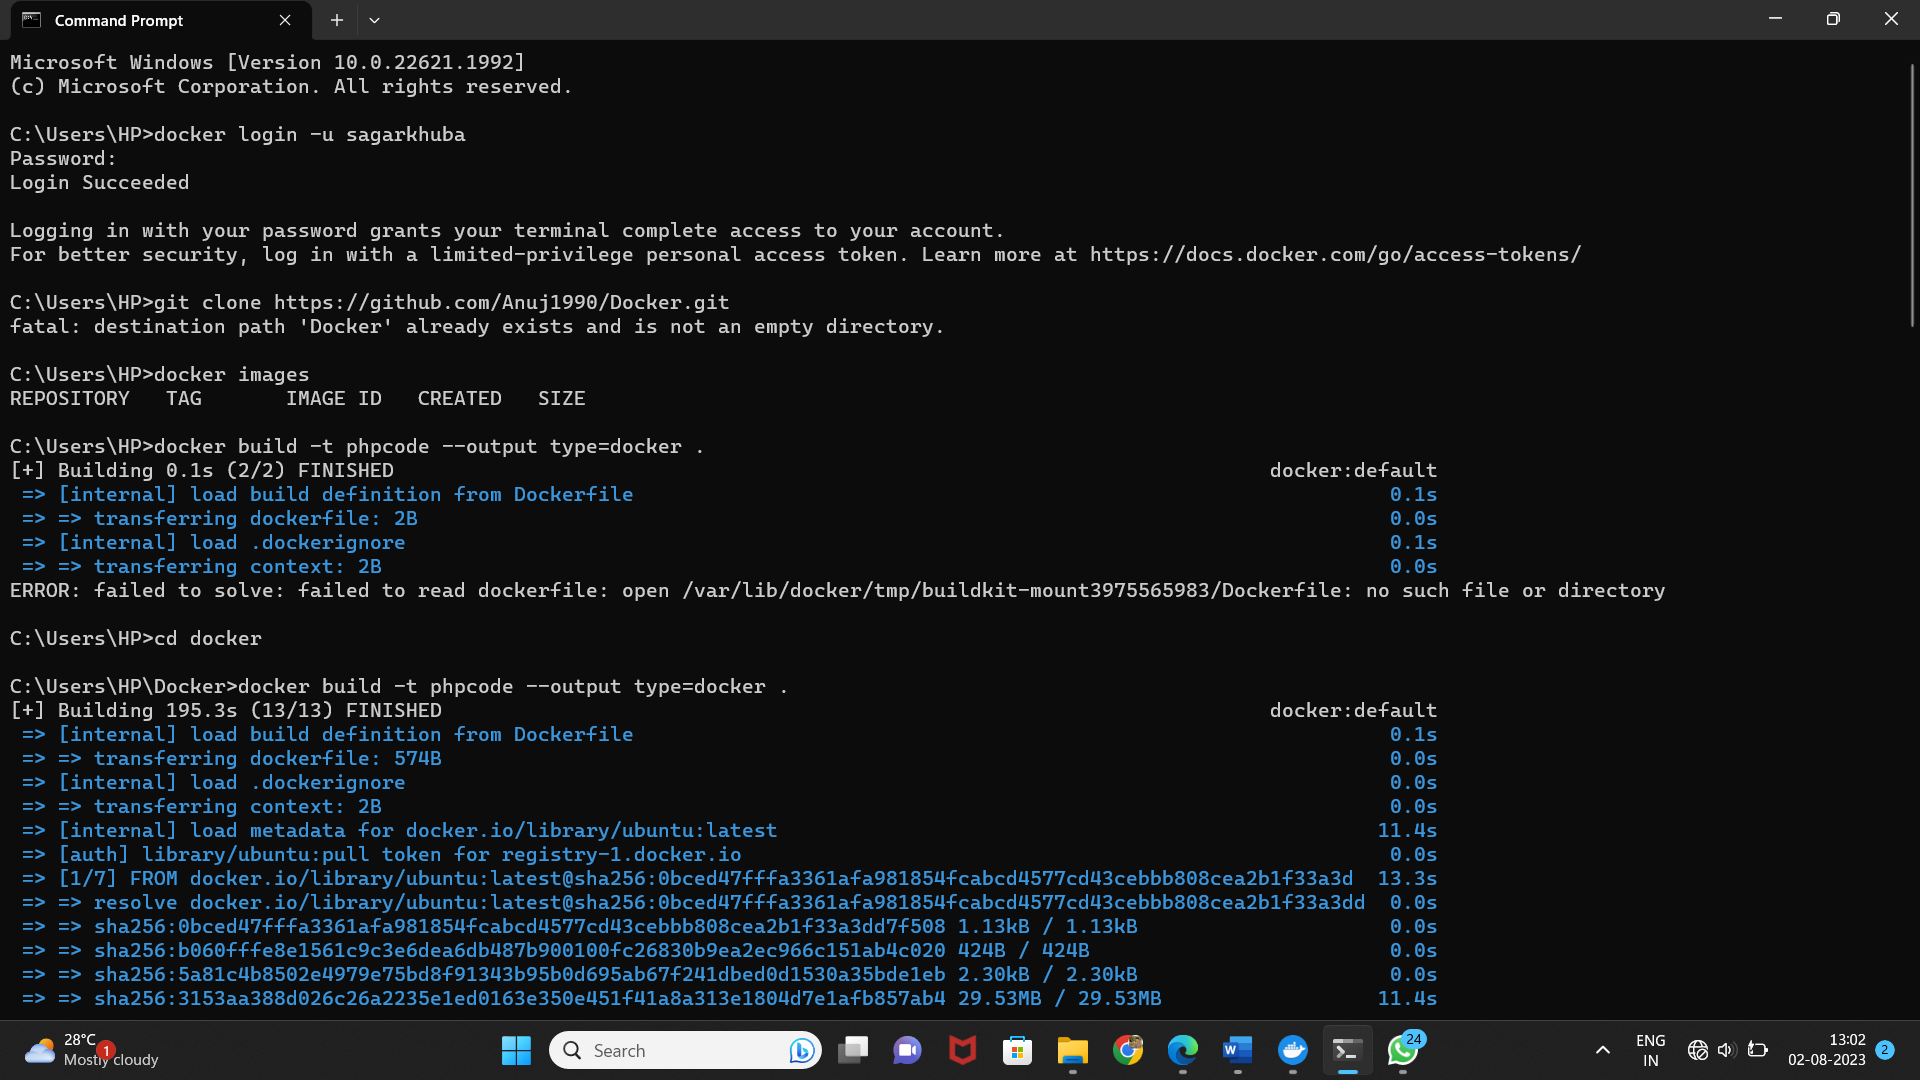 Command Prompt
Microsoft Windows [Version 10.0.22621.1992]
(c) Microsoft Corporation. All rights reserved.
C:\Users\HP>docker login -u sagarkhuba
Password:
Login Succeeded
Logging in with your password grants your terminal complete access to your account.
For better security, log in with a limited-privilege personal access token. Learn more at https://docs.docker.com/go/access-tokens/
C:\Users\HP>git clone https://github.com/Anuj1990/Docker.git
fatal: destination path 'Docker' already exists and is not an empty directory.
C:\Users\HP>docker images
REPOSITORY   TAG       IMAGE ID   CREATED   SIZE
C:\Users\HP>docker build -t phpcode --output type=docker .
[+] Building 0.1s (2/2) FINISHED docker:default
=> [internal] load build definition from Dockerfile 0.1s
=> => transferring dockerfile: 2B 0.0s
=> [internal] load .dockerignore 0.1s
=> => transferring context: 2B 0.0s
ERROR: failed to solve: failed to read dockerfile: open /var/lib/docker/tmp/buildkit-mount3975565983/Dockerfile: no such file or directory
C:\Users\HP>cd docker
C:\Users\HP\Docker>docker build -t phpcode --output type=docker .
[+] Building 195.3s (13/13) FINISHED docker:default
=> [internal] load build definition from Dockerfile 0.1s
=> => transferring dockerfile: 574B 0.0s
=> [internal] load .dockerignore 0.0s
=> => transferring context: 2B 0.0s
=> [internal] load metadata for docker.io/library/ubuntu:latest 11.4s
=> [auth] library/ubuntu:pull token for registry-1.docker.io 0.0s
=> [1/7] FROM docker.io/library/ubuntu:latest@sha256:0bced47fffa3361afa981854fcabcd4577cd43cebbb808cea2b1f33a3d 13.3s
=> => resolve docker.io/library/ubuntu:latest@sha256:0bced47fffa3361afa981854fcabcd4577cd43cebbb808cea2b1f33a3dd 0.0s
=> => sha256:0bced47fffa3361afa981854fcabcd4577cd43cebbb808cea2b1f33a3dd7f508 1.13kB / 1.13kB 0.0s
=> => sha256:b060fffe8e1561c9c3e6dea6db487b900100fc26830b9ea2ec966c151ab4c020 424B / 424B 0.0s
=> => sha256:5a81c4b8502e4979e75bd8f91343b95b0d695ab67f241dbed0d1530a35bde1eb 2.30kB / 2.30kB 0.0s
=> => sha256:3153aa388d026c26a2235e1ed0163e350e451f41a8a313e1804d7e1afb857ab4 29.53MB / 29.53MB 11.4s
28°C
1
Mostly cloudy
Search
24
ENG
IN
13:02
02-08-2023
2